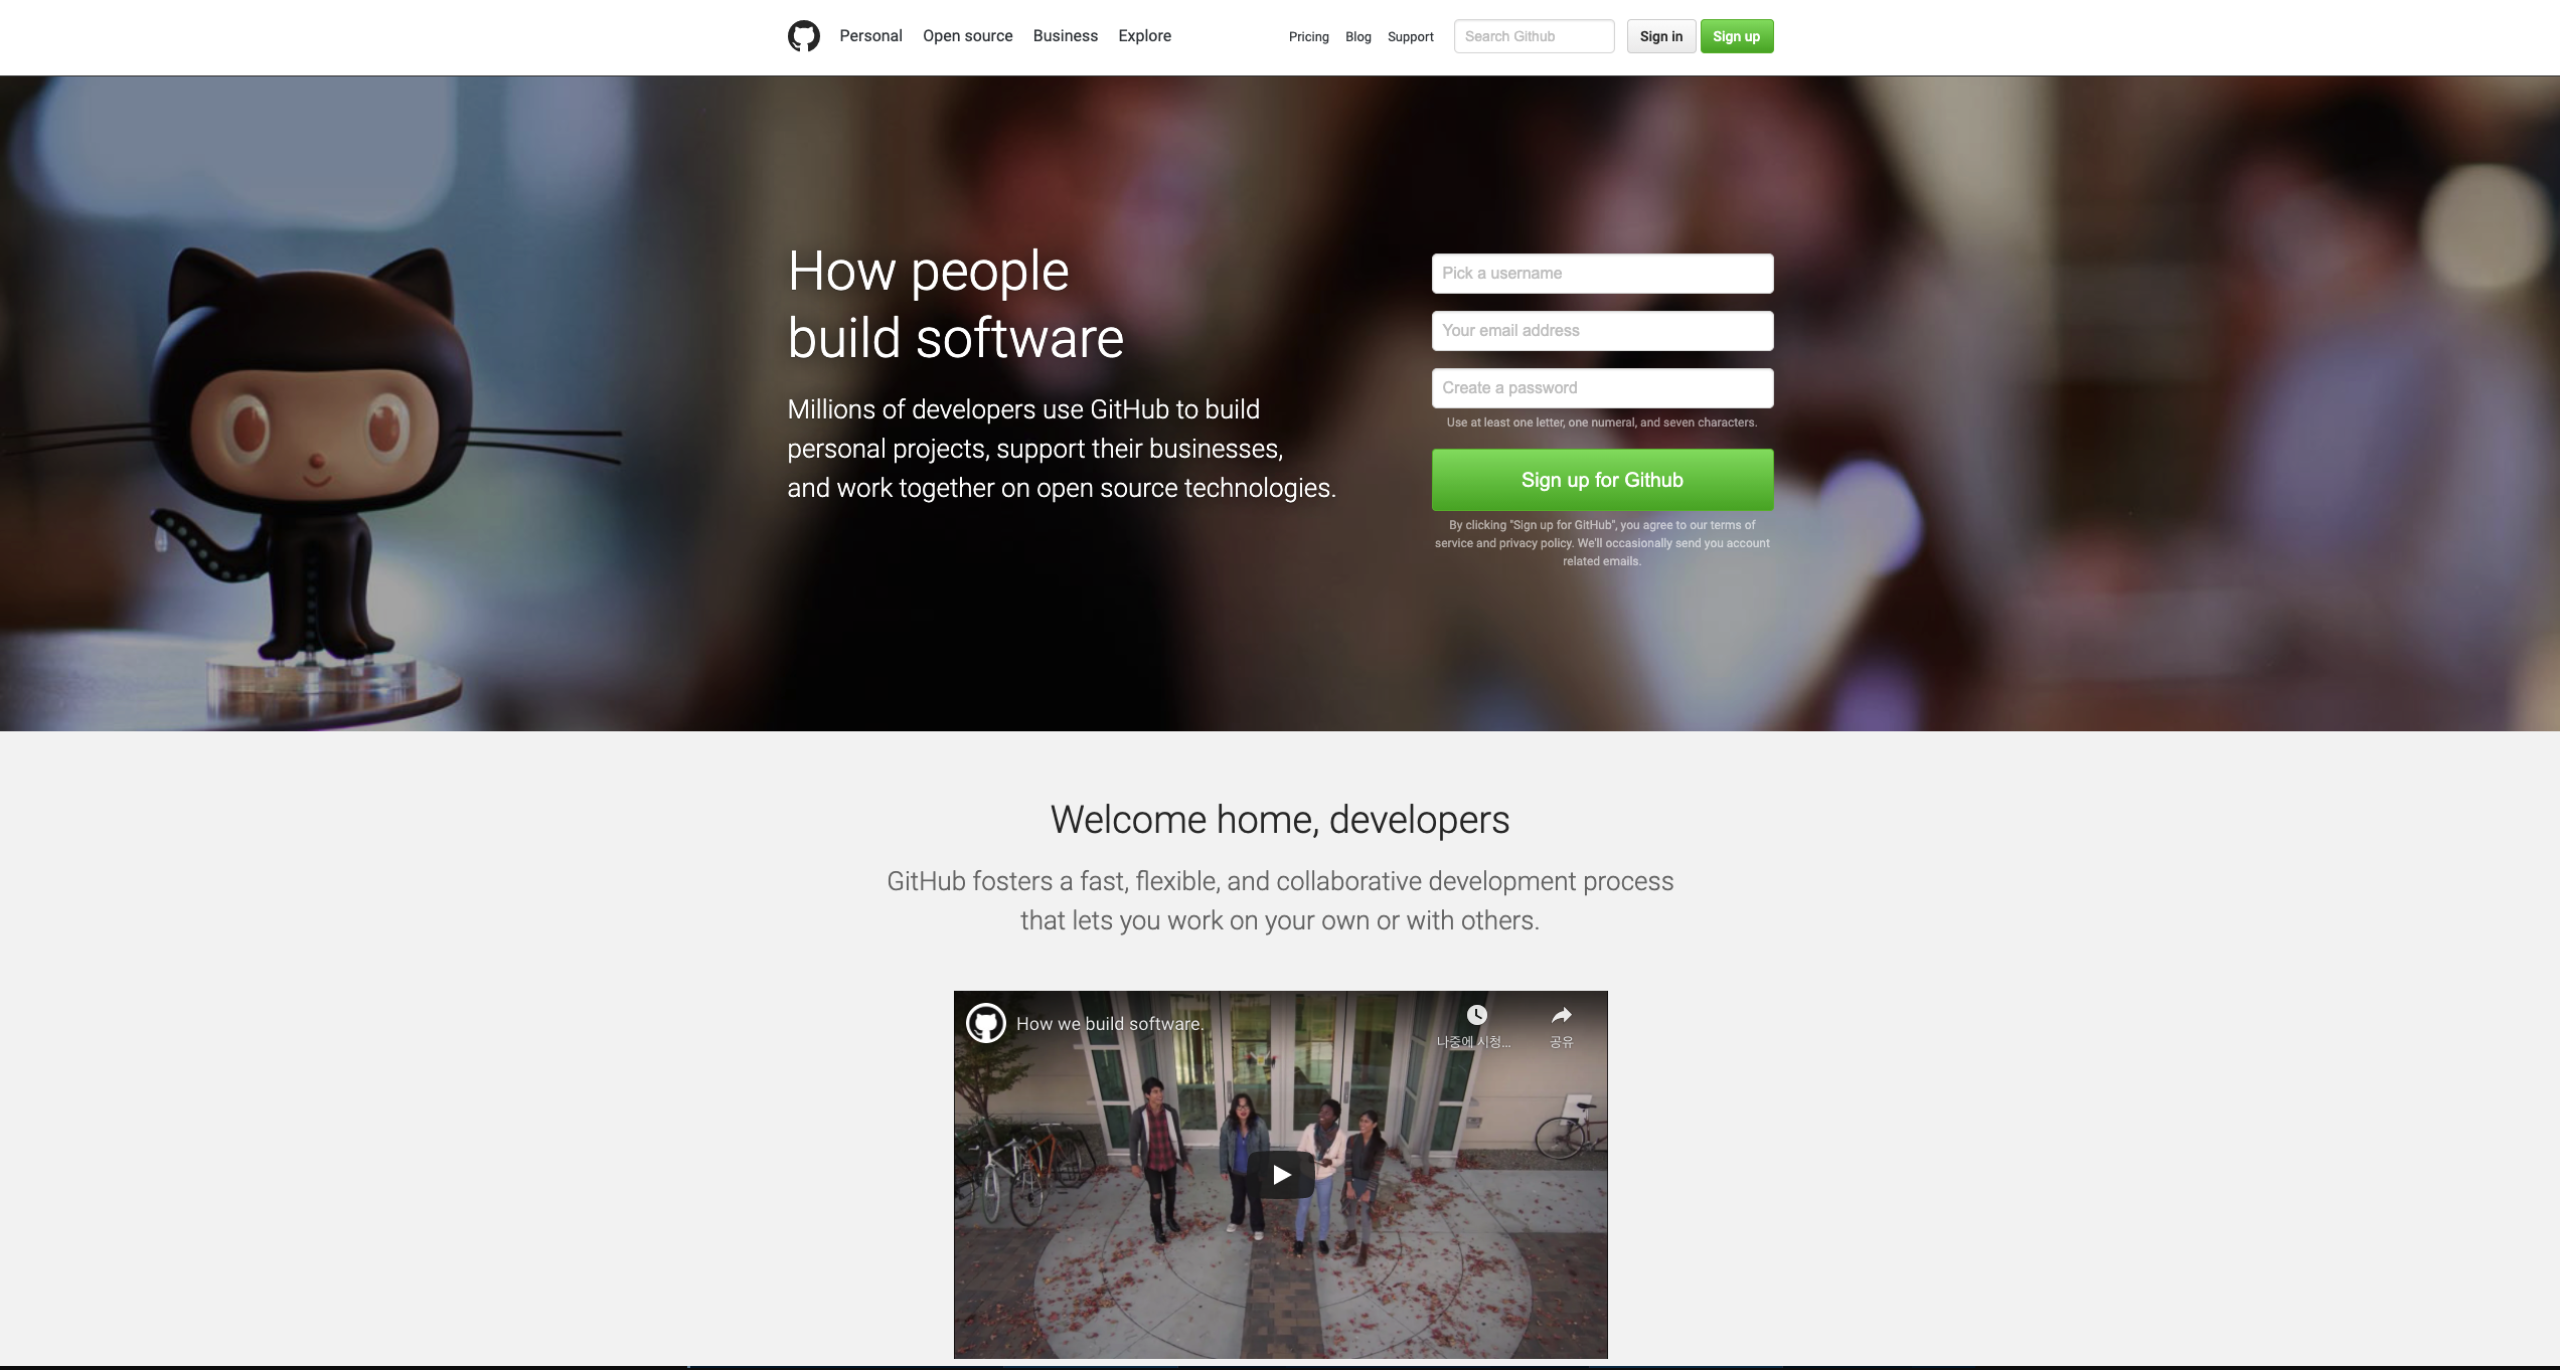 Personal Open source Business Explore Pricing Blog Support Search Github Sign in Sign up
How people
build software
Millions of developers use GitHub to build
personal projects, support their businesses,
and work together on open source technologies.
Pick a username
Your email address
Create a password
Use at least one letter, one numeral, and seven characters.
Sign up for Github
By clicking "Sign up for GitHub", you agree to our terms of
service and privacy policy. We'll occasionally send you account
related emails.
Welcome home, developers
GitHub fosters a fast, flexible, and collaborative development process
that lets you work on your own or with others.
How we build software.
나중에 시청... 공유